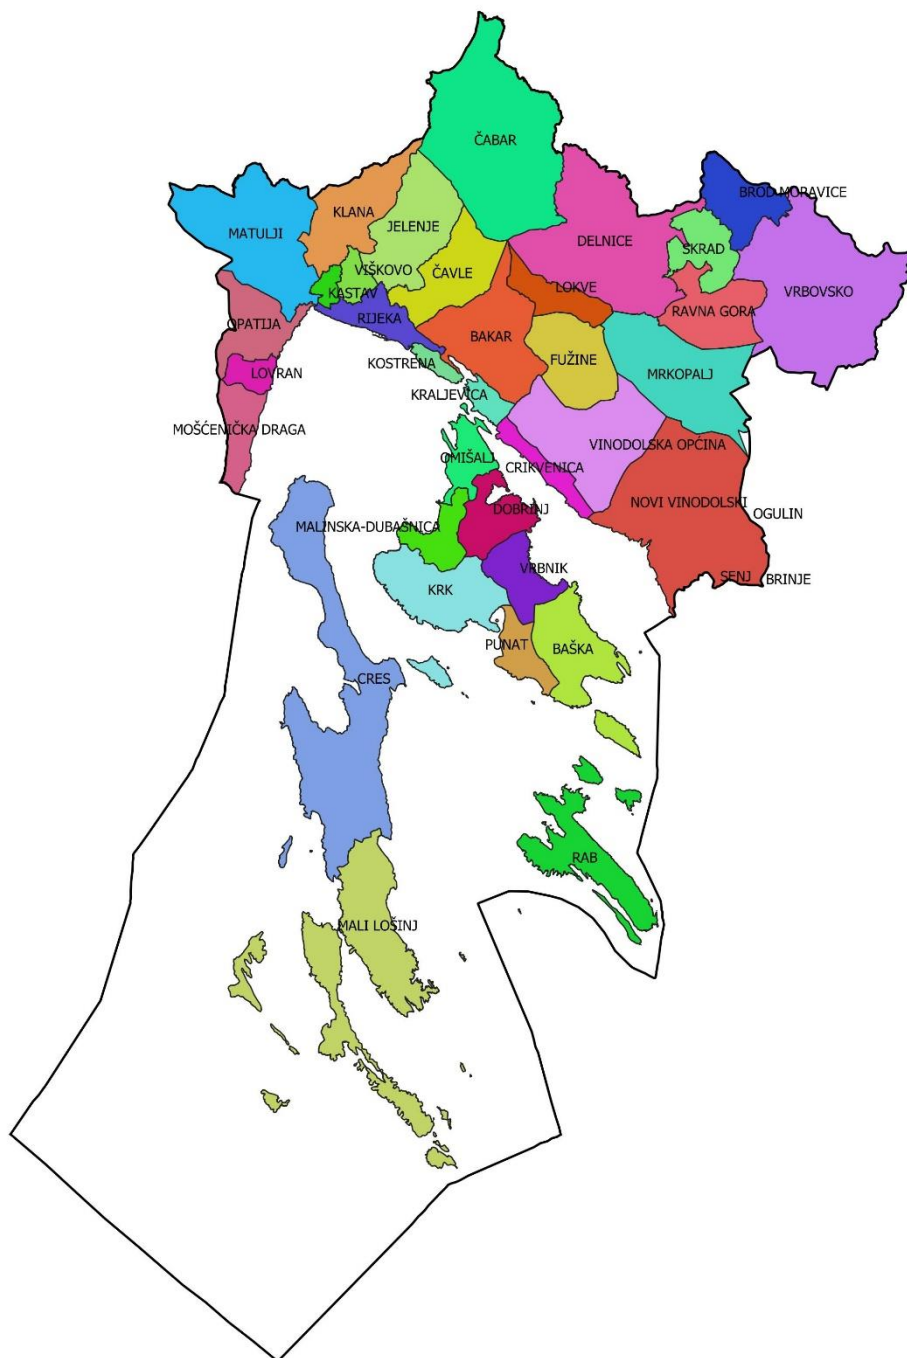 ČABAR
BROD MORAVICE
KLANA
JELENJE
MATULJI
DELNICE
SKRAD
VIŠKOVO
ČAVLE
LOKVE
KASTAV
VRBOVSKO
OPATIJA
RIJEKA
RAVNA GORA
BAKAR
KOSTRENA
FUŽINE
LOVRAN
MRKOPALJ
KRALJEVICA
MOŠĆENIČKA DRAGA
VINODOLSKA OPĆINA
OMIŠALJ
CRIKVENICA
NOVI VINODOLSKI
DOBRINJ
OGULIN
MALINSKA-DUBAŠNICA
VRBNIK
SENJ
BRINJE
KRK
PUNAT
BAŠKA
CRES
RAB
MALI LOŠINJ